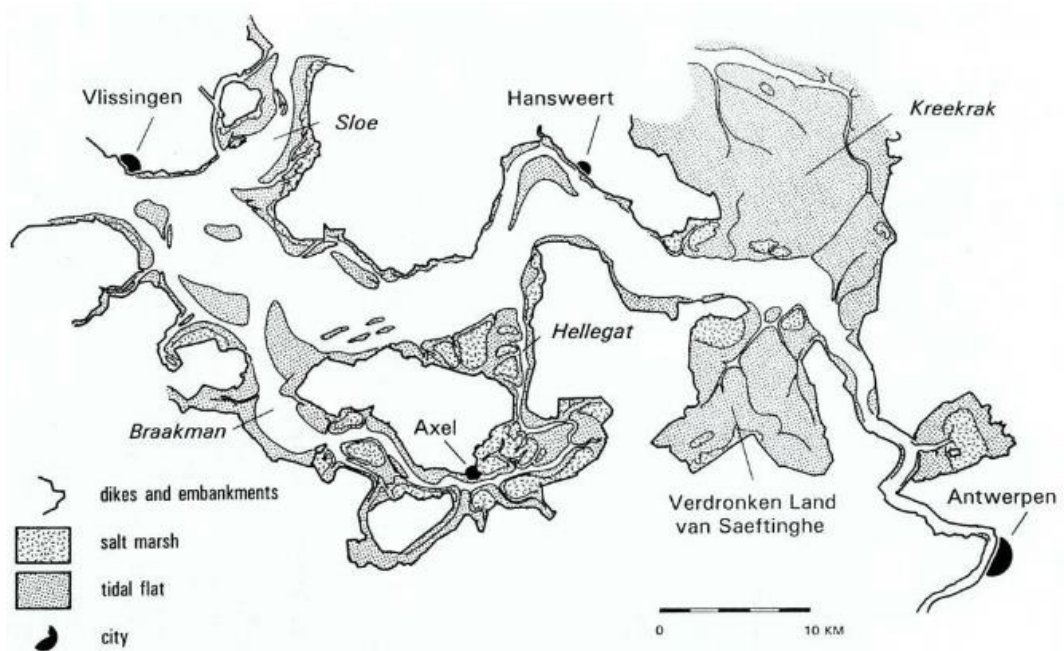 Vlissingen
Sloe
Hansweert
Kreekrak
Hellegat
Braakman
Axel
Verdronken Land
van Saeftinghe
Antwerpen
dikes and embankments
salt marsh
tidal flat
city
0 10 KM